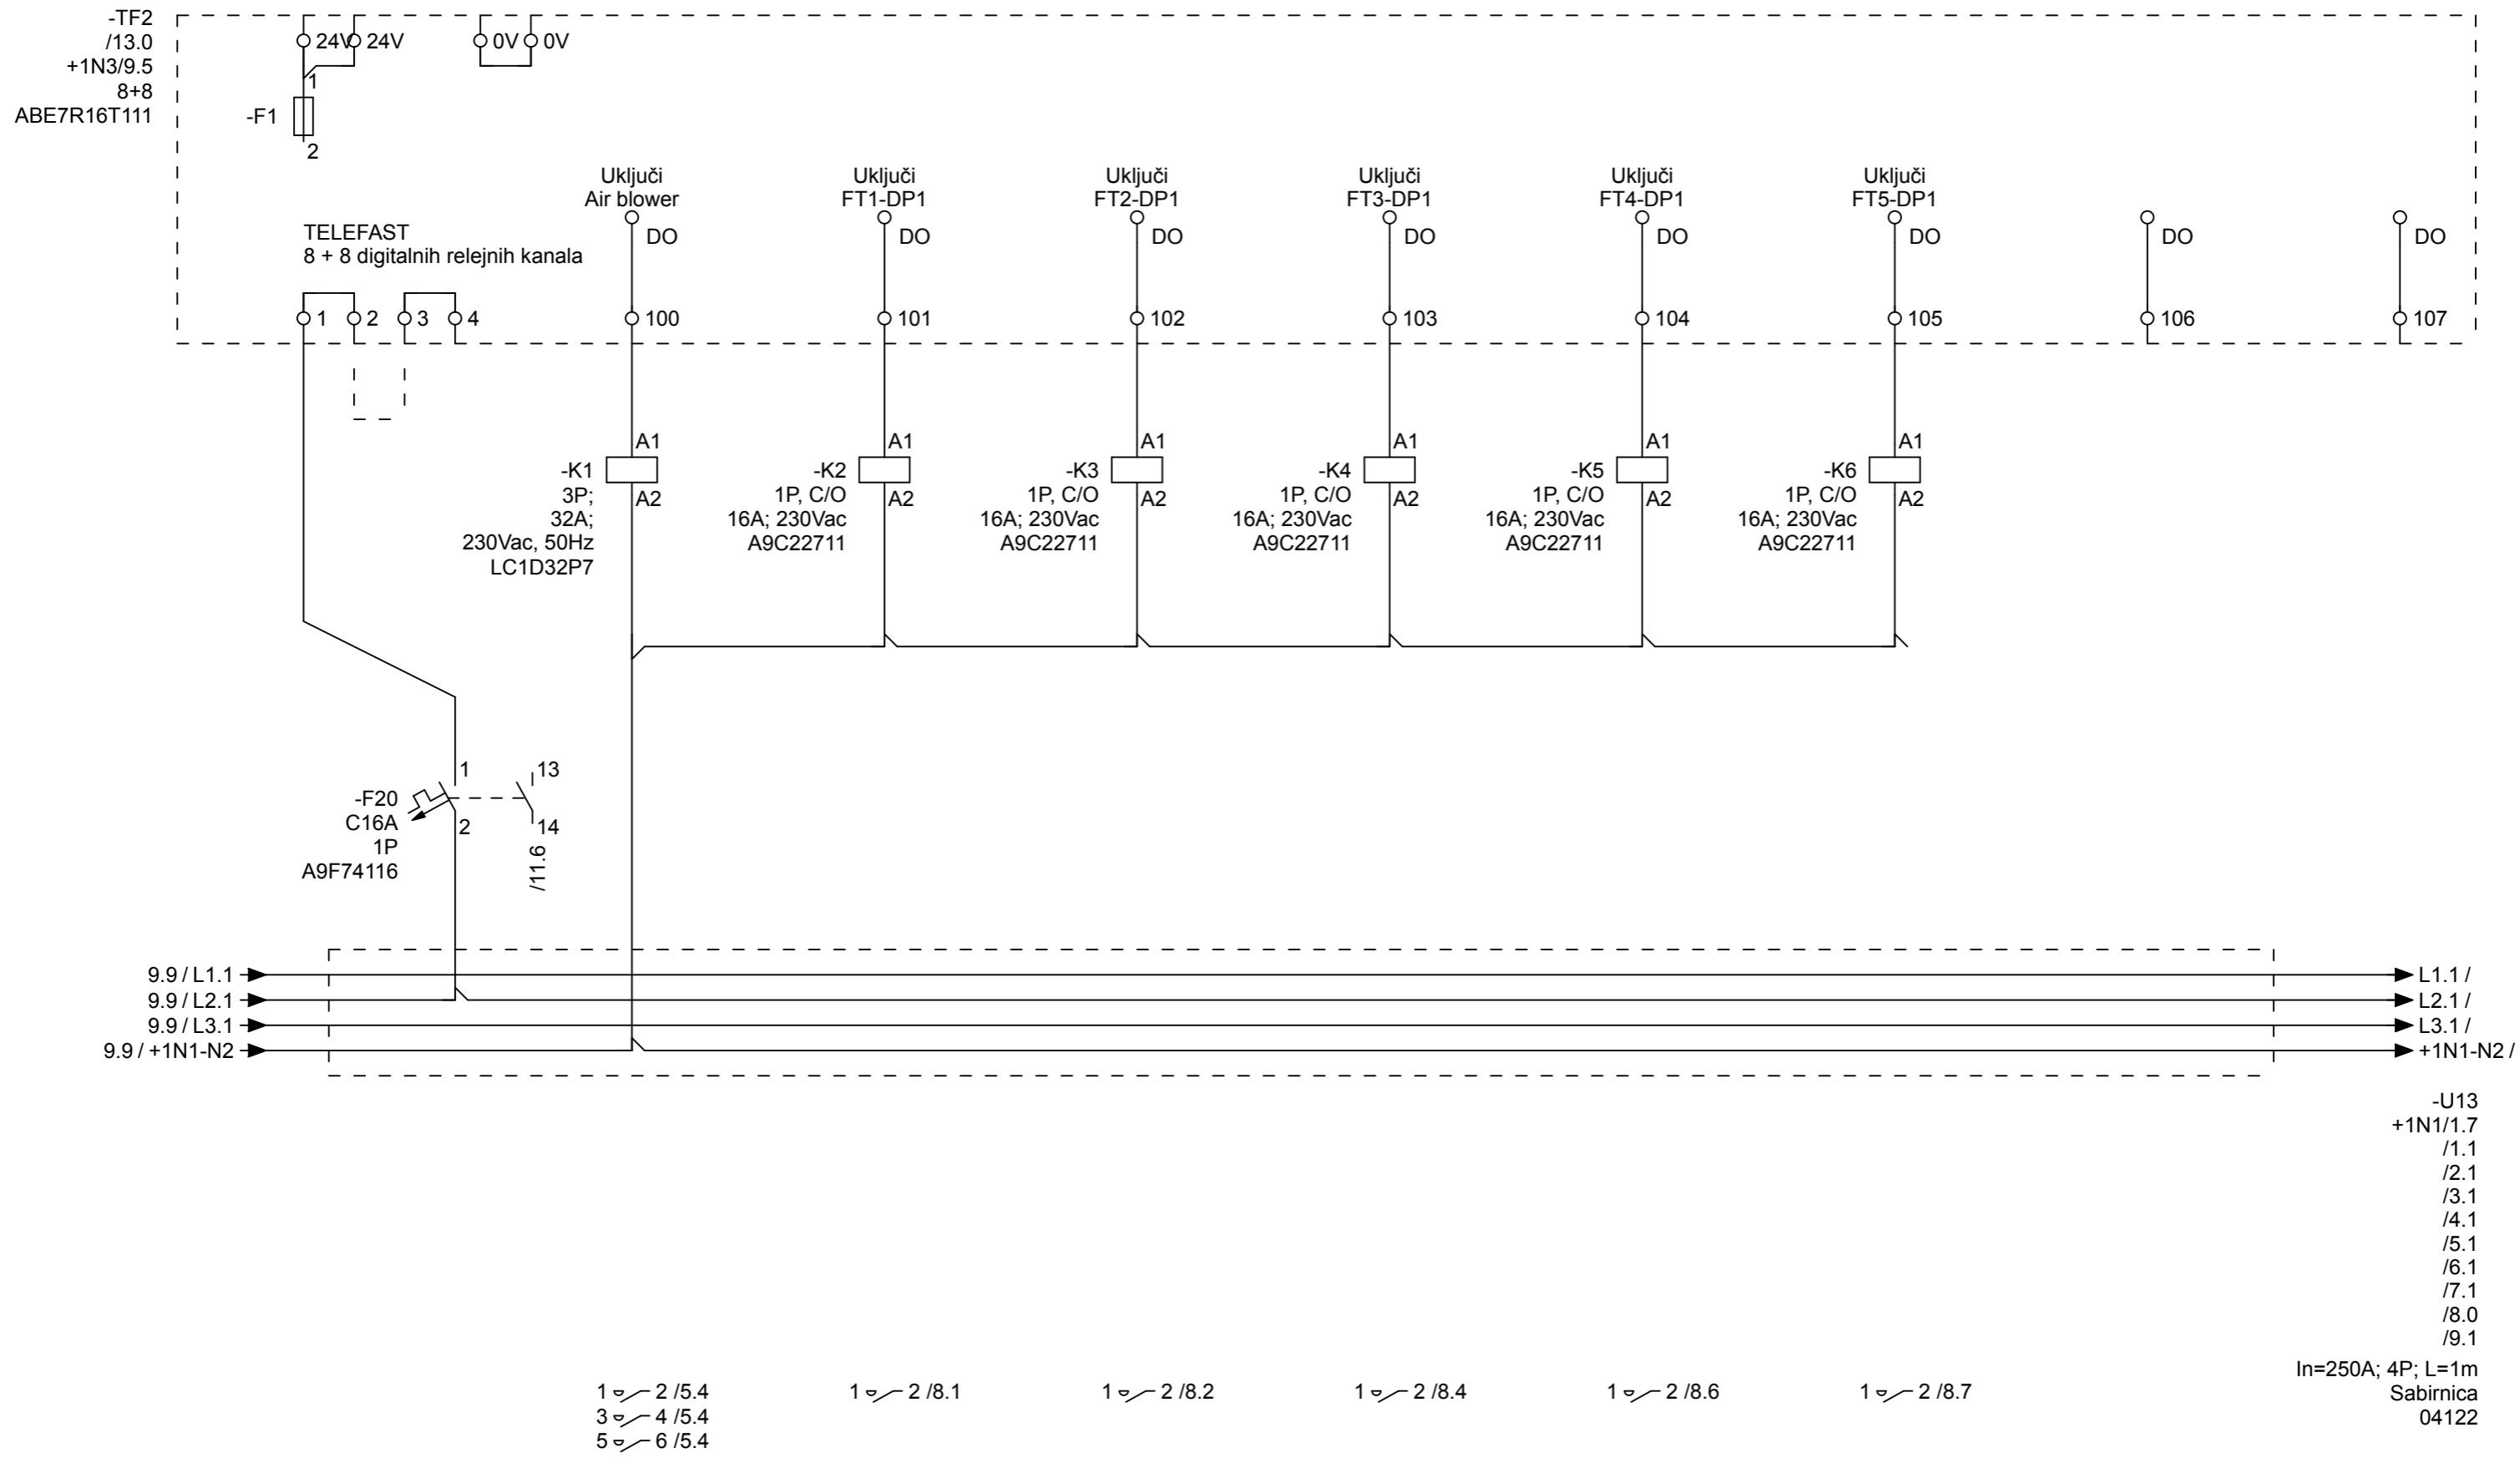 -TF2
/13.0
+1N3/9.5
8+8
ABE7R16T111
24V 24V 0V 0V
1
-F1
2
TELEFAST
8 + 8 digitalnih relejnih kanala
Uključi
Air blower
DO
Uključi
FT1-DP1
DO
Uključi
FT2-DP1
DO
Uključi
FT3-DP1
DO
Uključi
FT4-DP1
DO
Uključi
FT5-DP1
DO
DO
DO
1 2 3 4 100 101 102 103 104 105 106 107
A1
-K1
A2
3P;
32A;
230Vac, 50Hz
LC1D32P7
A1
-K2
A2
1P, C/O
16A; 230Vac
A9C22711
A1
-K3
A2
1P, C/O
16A; 230Vac
A9C22711
A1
-K4
A2
1P, C/O
16A; 230Vac
A9C22711
A1
-K5
A2
1P, C/O
16A; 230Vac
A9C22711
A1
-K6
A2
1P, C/O
16A; 230Vac
A9C22711
1 13
-F20
C16A
2 14
1P
A9F74116
/11.6
9.9 / L1.1 L1.1 /
9.9 / L2.1 L2.1 /
9.9 / L3.1 L3.1 /
9.9 / +1N1-N2 +1N1-N2 /
-U13
+1N1/1.7
/1.1
/2.1
/3.1
/4.1
/5.1
/6.1
/7.1
/8.0
/9.1
In=250A; 4P; L=1m
Sabirnica
04122
1 2 /5.4
3 4 /5.4
5 6 /5.4
1 2 /8.1
1 2 /8.2
1 2 /8.4
1 2 /8.6
1 2 /8.7